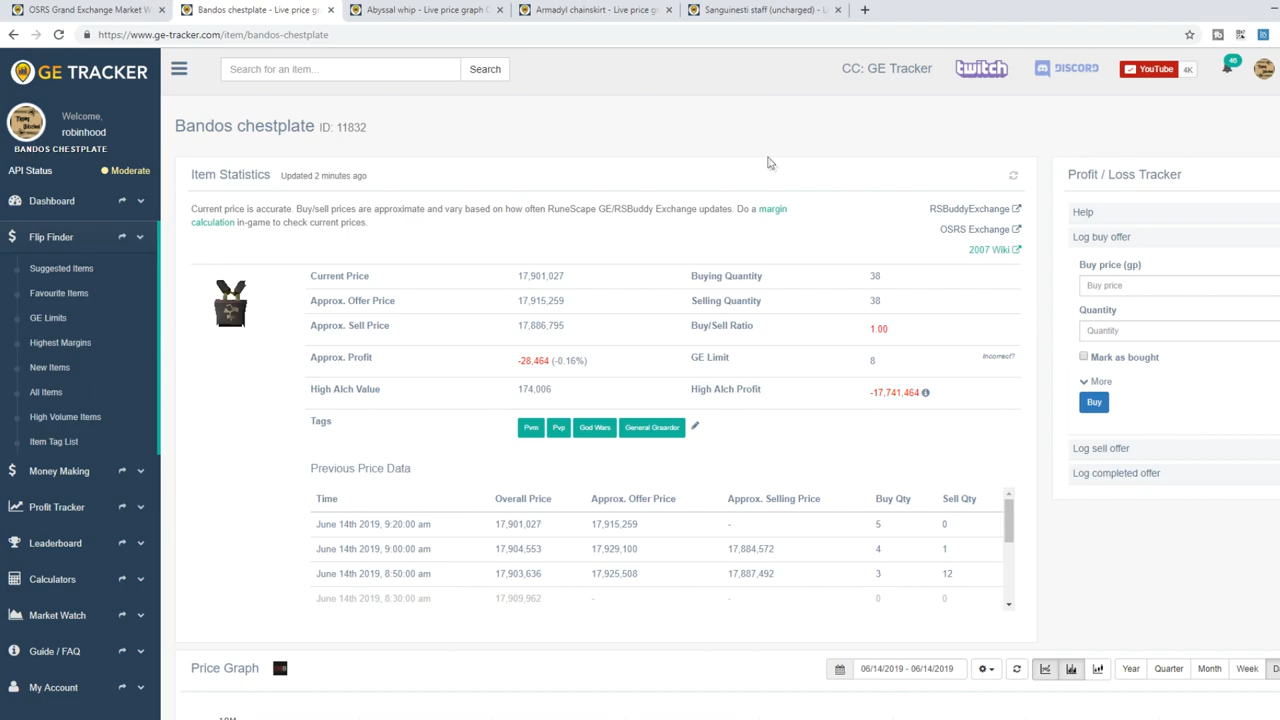 OSRS Grand Exchange Market W
Bandos chestplate - Live price gr
Abyssal whip - Live price graph O
Armadyl chainskirt - Live price g
Sanguinesti staff (uncharged) - L
https://www.ge-tracker.com/item/bandos-chestplate
GE TRACKER
Search for an item...
Search
CC: GE Tracker
twitch
DISCORD
YouTube
4K
46
Welcome,
robinhood
BANDOS CHESTPLATE
API Status
Moderate
Dashboard
Flip Finder
Suggested Items
Favourite Items
GE Limits
Highest Margins
New Items
All Items
High Volume Items
Item Tag List
Money Making
Profit Tracker
Leaderboard
Calculators
Market Watch
Guide / FAQ
My Account
Bandos chestplate ID: 11832
Item Statistics Updated 2 minutes ago
Current price is accurate. Buy/sell prices are approximate and vary based on how often RuneScape GE/RSBuddy Exchange updates. Do a margin
calculation in-game to check current prices.
RSBuddyExchange
OSRS Exchange
2007 Wiki
Current Price 17,901,027 Buying Quantity 38
Approx. Offer Price 17,915,259 Selling Quantity 38
Approx. Sell Price 17,886,795 Buy/Sell Ratio 1.00
Approx. Profit -28,464 (-0.16%) GE Limit 8 Incorrect?
High Alch Value 174,006 High Alch Profit -17,741,464
Tags Pvm Pvp God Wars General Graardor
Previous Price Data
Time Overall Price Approx. Offer Price Approx. Selling Price Buy Qty Sell Qty
June 14th 2019, 9:20:00 am 17,901,027 17,915,259 - 5 0
June 14th 2019, 9:00:00 am 17,904,553 17,929,100 17,884,572 4 1
June 14th 2019, 8:50:00 am 17,903,636 17,925,508 17,887,492 3 12
June 14th 2019, 8:30:00 am 17,909,962 - - 0 0
Profit / Loss Tracker
Help
Log buy offer
Buy price (gp)
Buy price
Quantity
Quantity
Mark as bought
More
Buy
Log sell offer
Log completed offer
Price Graph
06/14/2019 - 06/14/2019
Year Quarter Month Week